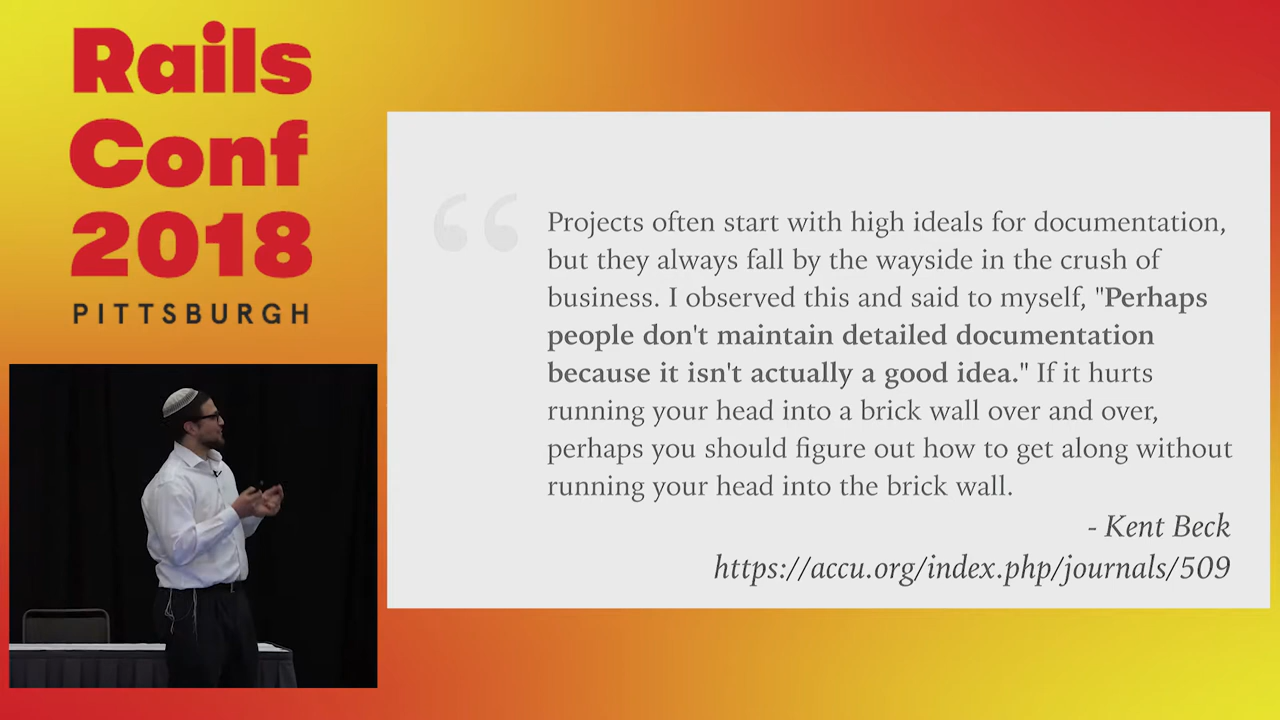 Rails
Conf
2018
PITTSBURGH
“
Projects often start with high ideals for documentation,
but they always fall by the wayside in the crush of
business. I observed this and said to myself, "Perhaps
people don't maintain detailed documentation
because it isn't actually a good idea." If it hurts
running your head into a brick wall over and over,
perhaps you should figure out how to get along without
running your head into the brick wall.
- Kent Beck
https://accu.org/index.php/journals/509